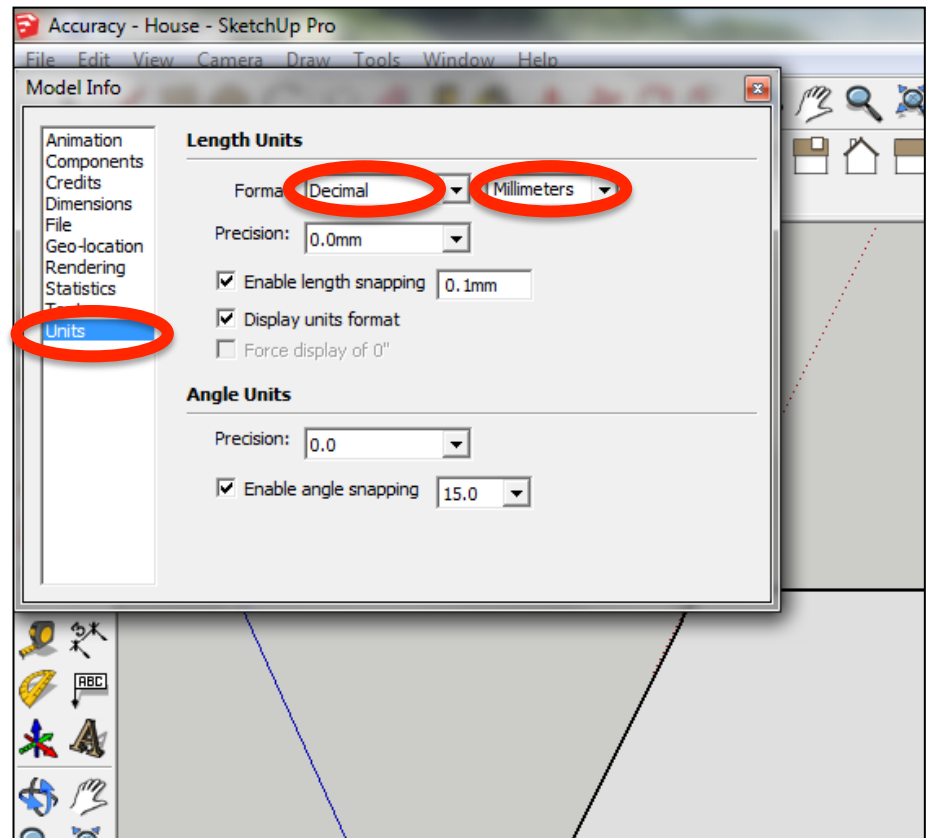 Accuracy - House - SketchUp Pro
File Edit View Camera Draw Tools Window Help
Model Info
Animation
Components
Credits
Dimensions
File
Geo-location
Rendering
Statistics
Units
Length Units
Forma Decimal Millimeters
Precision: 0.0mm
Enable length snapping 0.1mm
Display units format
Force display of 0"
Angle Units
Precision: 0.0
Enable angle snapping 15.0
ABC
A